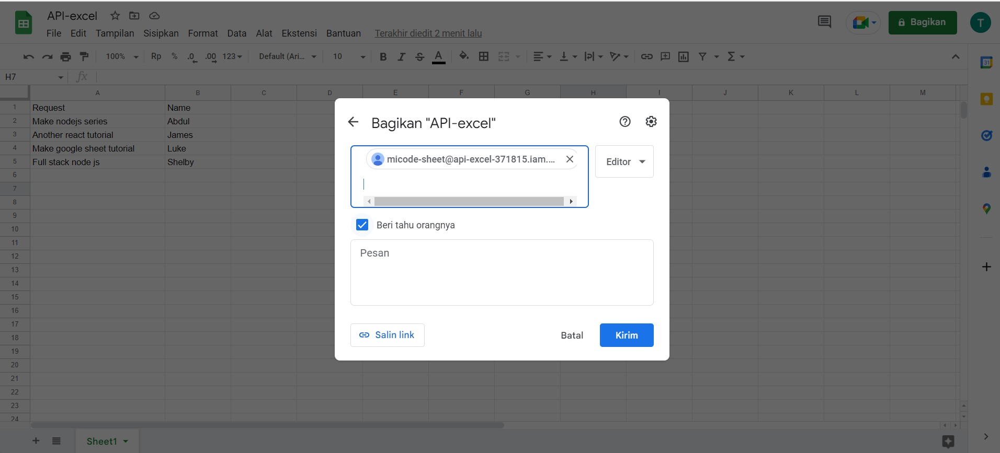 API-excel
File Edit Tampilan Sisipkan Format Data Alat Ekstensi Bantuan Terakhir diedit 2 menit lalu
Bagikan
T
100% Rp % .0 .00 123 Default (Ari... 10 B I S A
31
H7 fx
A B C D E F G H I J K L M
1 Request Name
2 Make nodejs series Abdul
3 Another react tutorial James
4 Make google sheet tutorial Luke
5 Full stack node js Shelby
6
7
8
9
10
11
12
13
14
15
16
17
18
19
20
21
22
23
24
Bagikan "API-excel"
micode-sheet@api-excel-371815.iam....
Editor
Beri tahu orangnya
Pesan
Salin link
Batal
Kirim
Sheet1